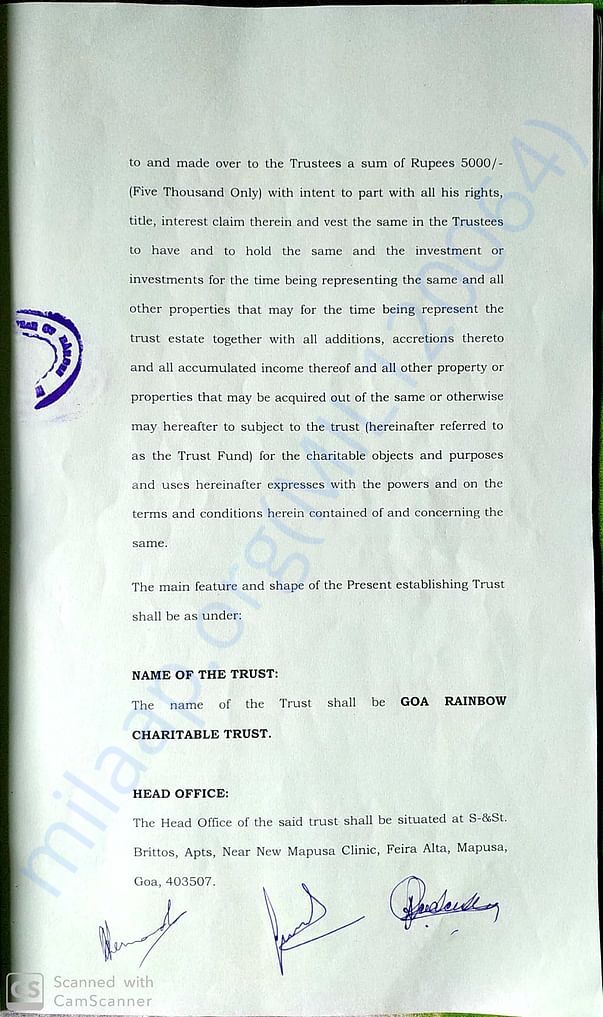 to and made over to the Trustees a sum of Rupees 5000/-
(Five Thousand Only) with intent to part with all his rights,
title, interest claim therein and vest the same in the Trustees
to have and to hold the same and the investment or
investments for the time being representing the same and all
other properties that may for the time being represent the
trust estate together with all additions, accretions thereto
and all accumulated income thereof and all other property or
properties that may be acquired out of the same or otherwise
may hereafter to subject to the trust (hereinafter referred to
as the Trust Fund) for the charitable objects and purposes
and uses hereinafter expresses with the powers and on the
terms and conditions herein contained of and concerning the
same.
The main feature and shape of the Present establishing Trust
shall be as under:
NAME OF THE TRUST:
The name of the Trust shall be GOA RAINBOW
CHARITABLE TRUST.
HEAD OFFICE:
The Head Office of the said trust shall be situated at S-&St.
Brittos, Apts, Near New Mapusa Clinic, Feira Alta, Mapusa,
Goa, 403507.
milaap.org(MIL120064)
CS
Scanned with
CamScanner